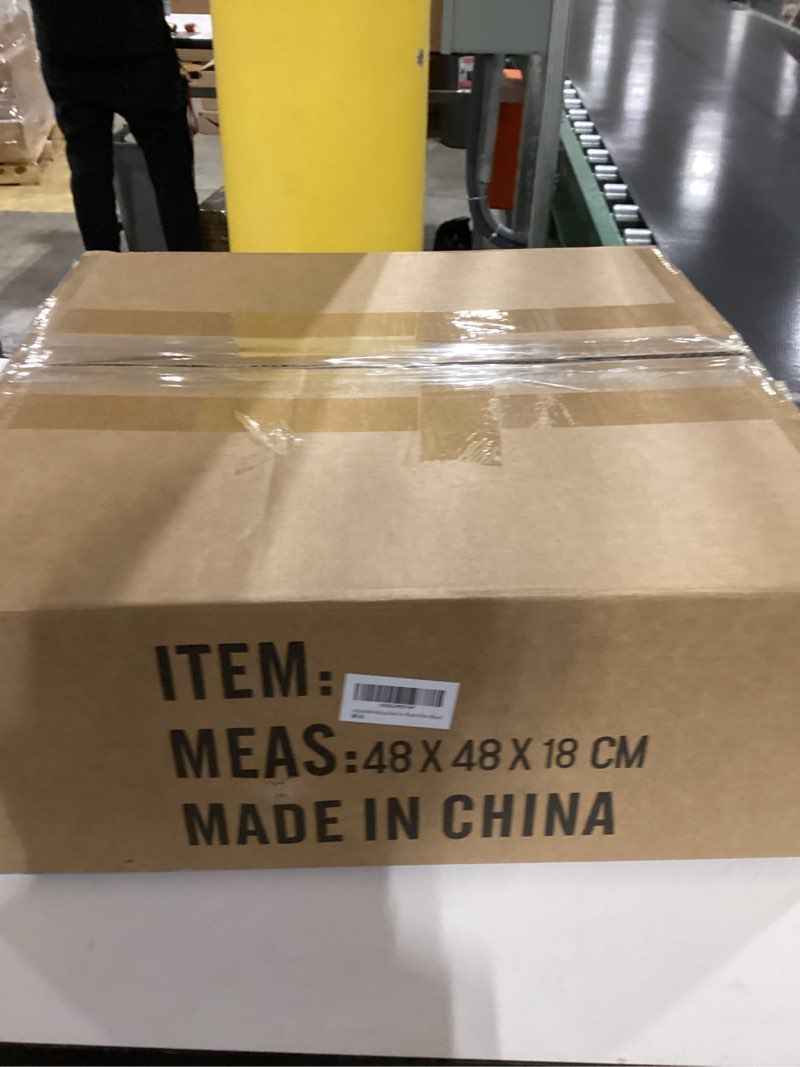 ITEM:
MEAS:48 X 48 X 18 CM
MADE IN CHINA